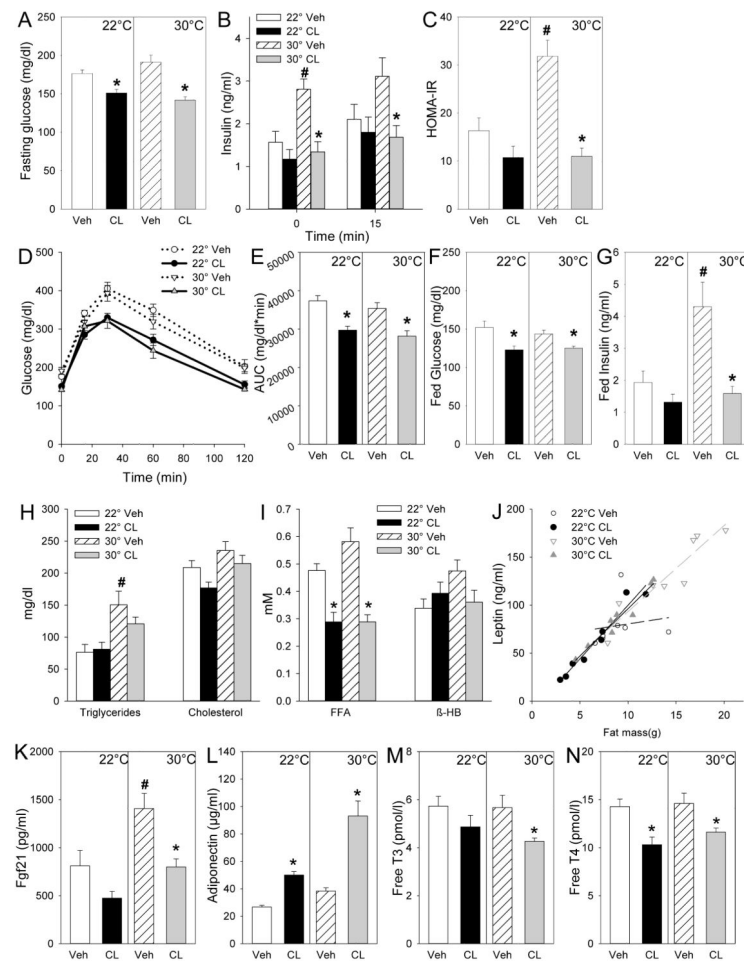 A
22°C 30°C
Fasting glucose (mg/dl)
250
200
150
100
50
0
* *
Veh CL Veh CL
B
22° Veh
22° CL
30° Veh
30° CL
Insulin (ng/ml)
4
3
2
1
0
# * *
0 15
Time (min)
C
22°C 30°C
HOMA-IR
40
30
20
10
0
# *
Veh CL Veh CL
D
22° Veh
22° CL
30° Veh
30° CL
Glucose (mg/dl)
500
400
300
200
100
0
0 20 40 60 80 100 120
Time (min)
E
22°C 30°C
AUC (mg/dl*min)
50000
40000
30000
20000
10000
0
* *
Veh CL Veh CL
F
22°C 30°C
Fed Glucose (mg/dl)
250
200
150
100
50
0
* *
Veh CL Veh CL
G
22°C 30°C
Fed Insulin (ng/ml)
6
5
4
3
2
1
0
# *
Veh CL Veh CL
H
22° Veh
22° CL
30° Veh
30° CL
mg/dl
300
250
200
150
100
50
0
#
Triglycerides Cholesterol
I
22° Veh
22° CL
30° Veh
30° CL
mM
0.7
0.6
0.5
0.4
0.3
0.2
0.1
0.0
* *
FFA ß-HB
J
22°C Veh
22°C CL
30°C Veh
30°C CL
Leptin (ng/ml)
200
150
100
50
0
0 5 10 15 20
Fat mass(g)
K
22°C 30°C
Fgf21 (pg/ml)
2000
1500
1000
500
0
# *
Veh CL Veh CL
L
22°C 30°C
Adiponectin (µg/ml)
140
120
100
80
60
40
20
0
* *
Veh CL Veh CL
M
22°C 30°C
Free T3 (pmol/l)
8
6
4
2
0
*
Veh CL Veh CL
N
22°C 30°C
Free T4 (pmol/l)
20
15
10
5
0
* *
Veh CL Veh CL